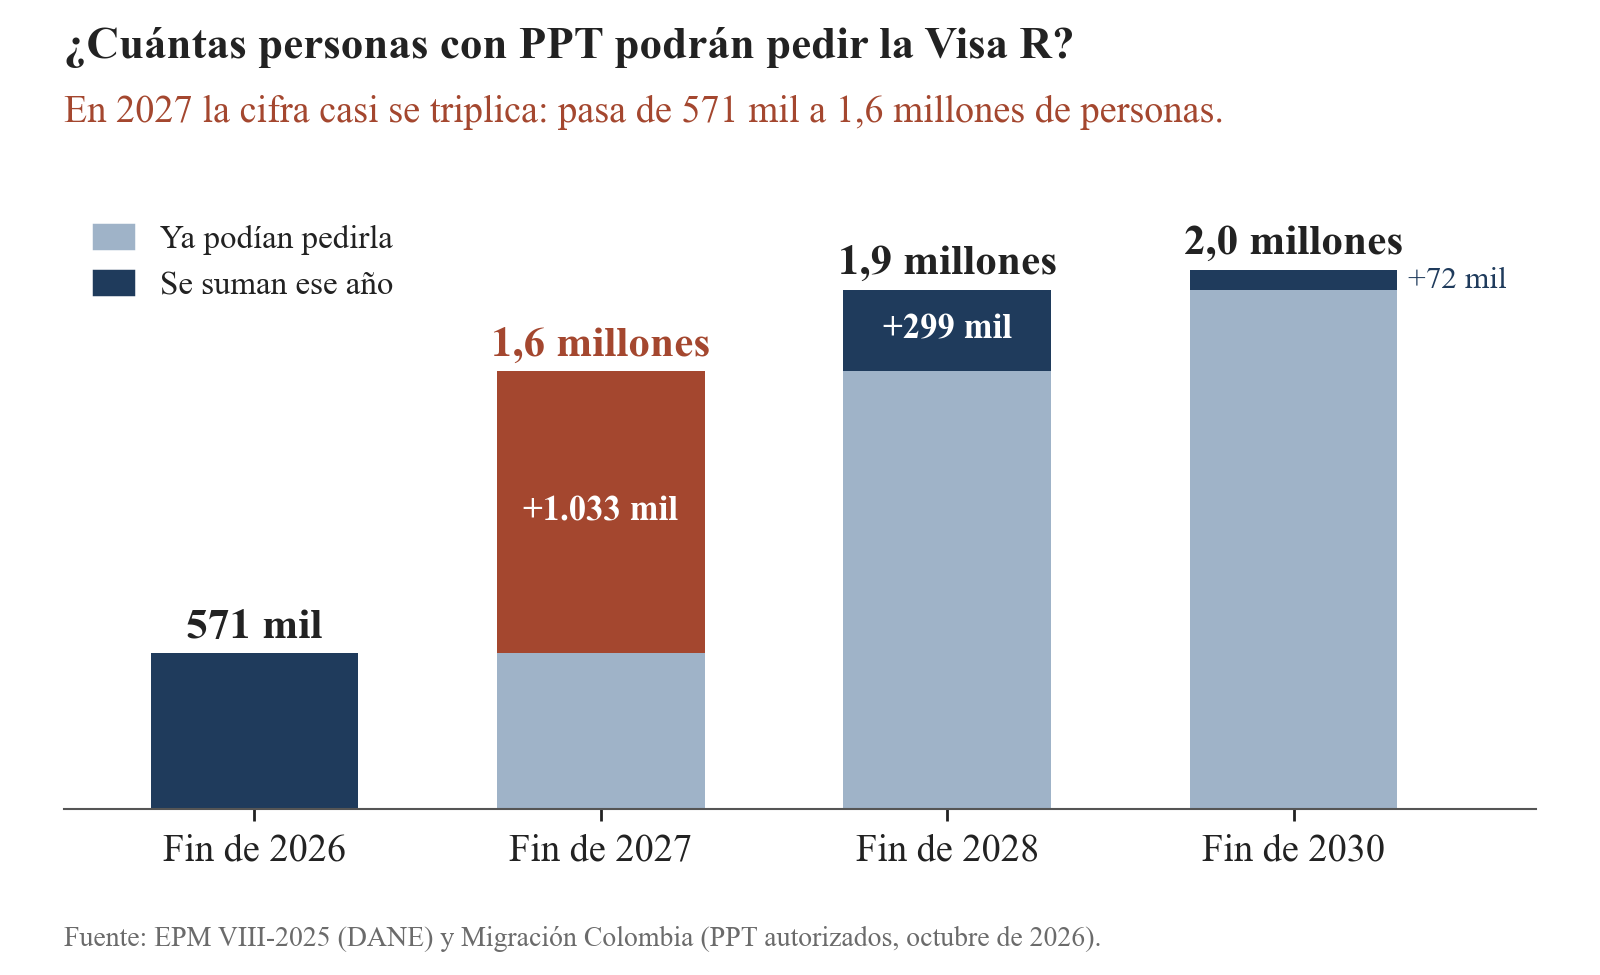 ¿Cuántas personas con PPT podrán pedir la Visa R?
En 2027 la cifra casi se triplica: pasa de 571 mil a 1,6 millones de personas.
Ya podían pedirla
Se suman ese año
571 mil
1,6 millones
+1.033 mil
1,9 millones
+299 mil
2,0 millones
+72 mil
Fin de 2026
Fin de 2027
Fin de 2028
Fin de 2030
Fuente: EPM VIII-2025 (DANE) y Migración Colombia (PPT autorizados, octubre de 2026).